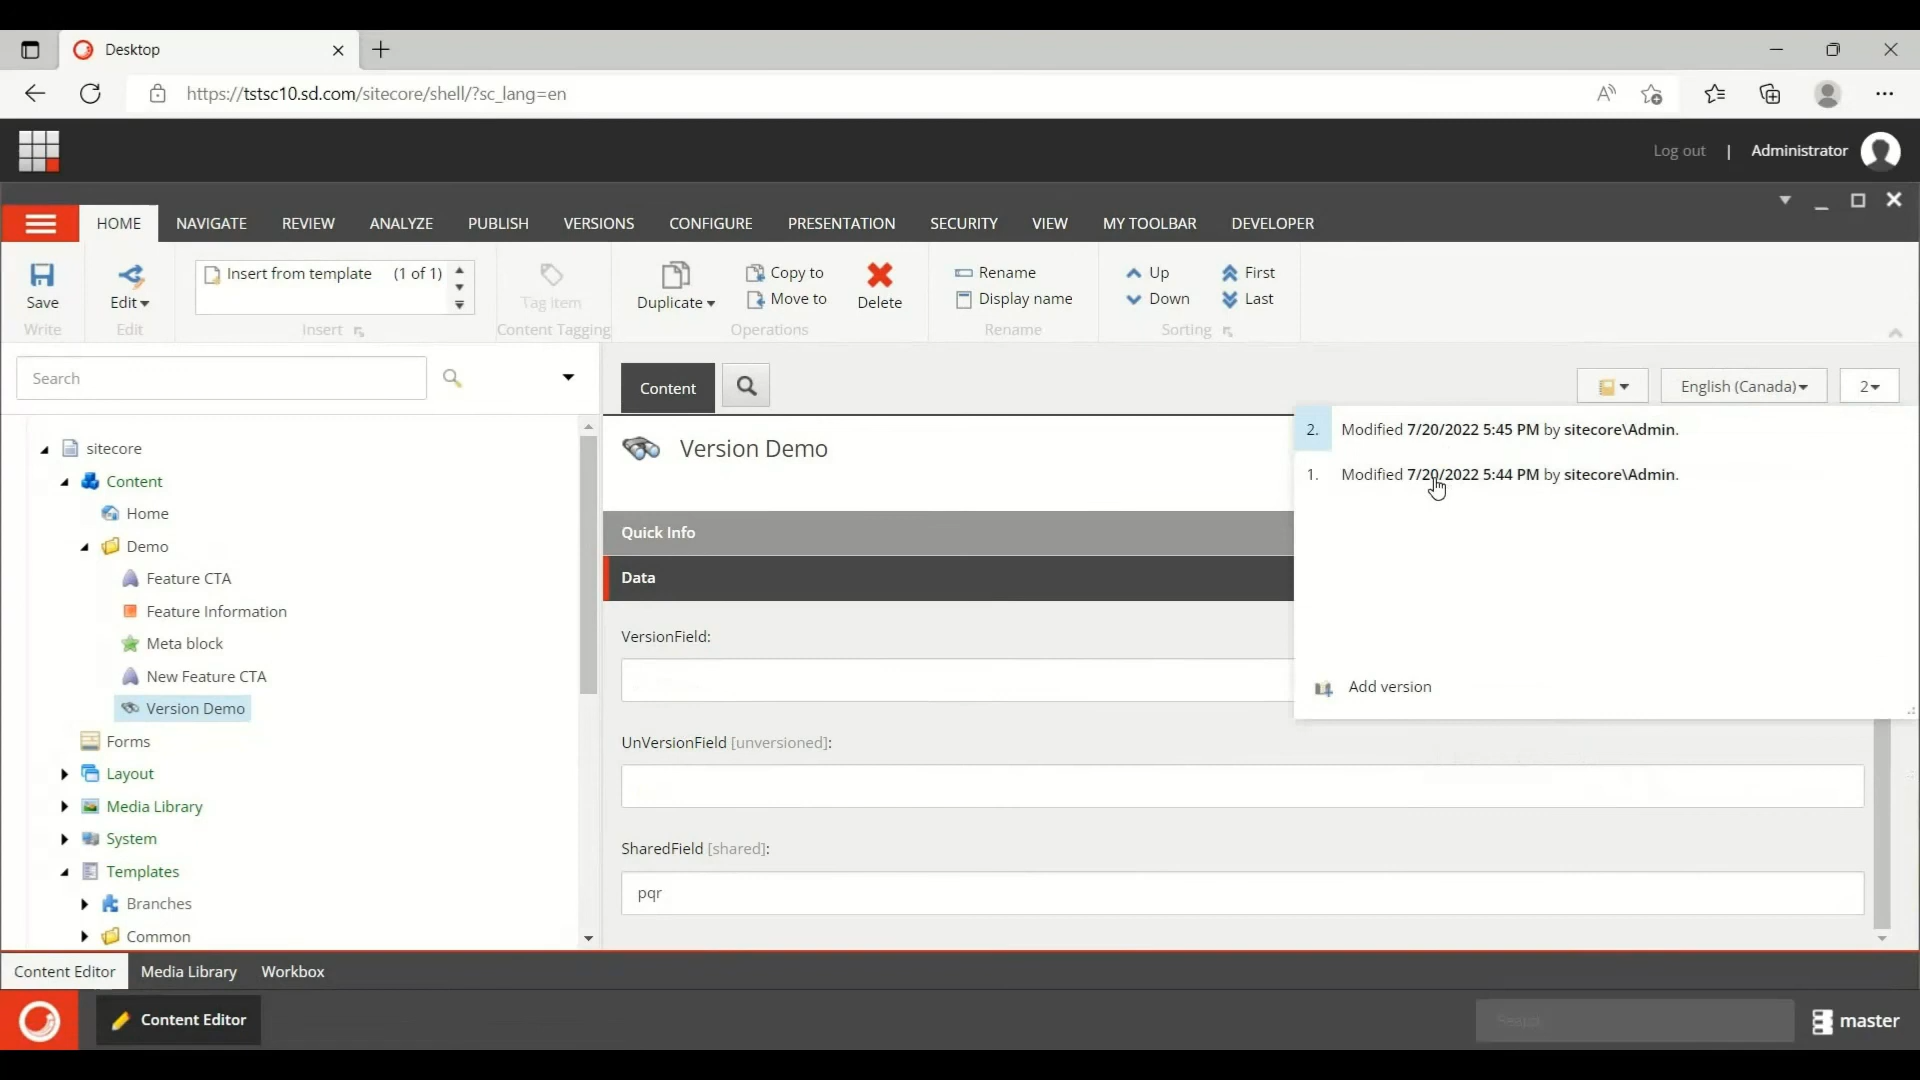 Desktop
https://tstsc10.sd.com/sitecore/shell/?sc_lang=en
Log out | Administrator
HOME NAVIGATE REVIEW ANALYZE PUBLISH VERSIONS CONFIGURE PRESENTATION SECURITY VIEW MY TOOLBAR DEVELOPER
Insert from template (1 of 1)
Copy to
Rename
Up
First
Save
Edit
Tag item
Duplicate
Move to
Delete
Display name
Down
Last
Write
Edit
Insert
Content Tagging
Operations
Rename
Sorting
Search
Content
English (Canada)
2
sitecore
Content
Home
Demo
Feature CTA
Feature Information
Meta block
New Feature CTA
Version Demo
Forms
Layout
Media Library
System
Templates
Branches
Common
Version Demo
Quick Info
Data
VersionField:
UnVersionField [unversioned]:
SharedField [shared]:
pqr
2. Modified 7/20/2022 5:45 PM by sitecore\Admin.
1. Modified 7/20/2022 5:44 PM by sitecore\Admin.
Add version
Content Editor Media Library Workbox
Content Editor
master